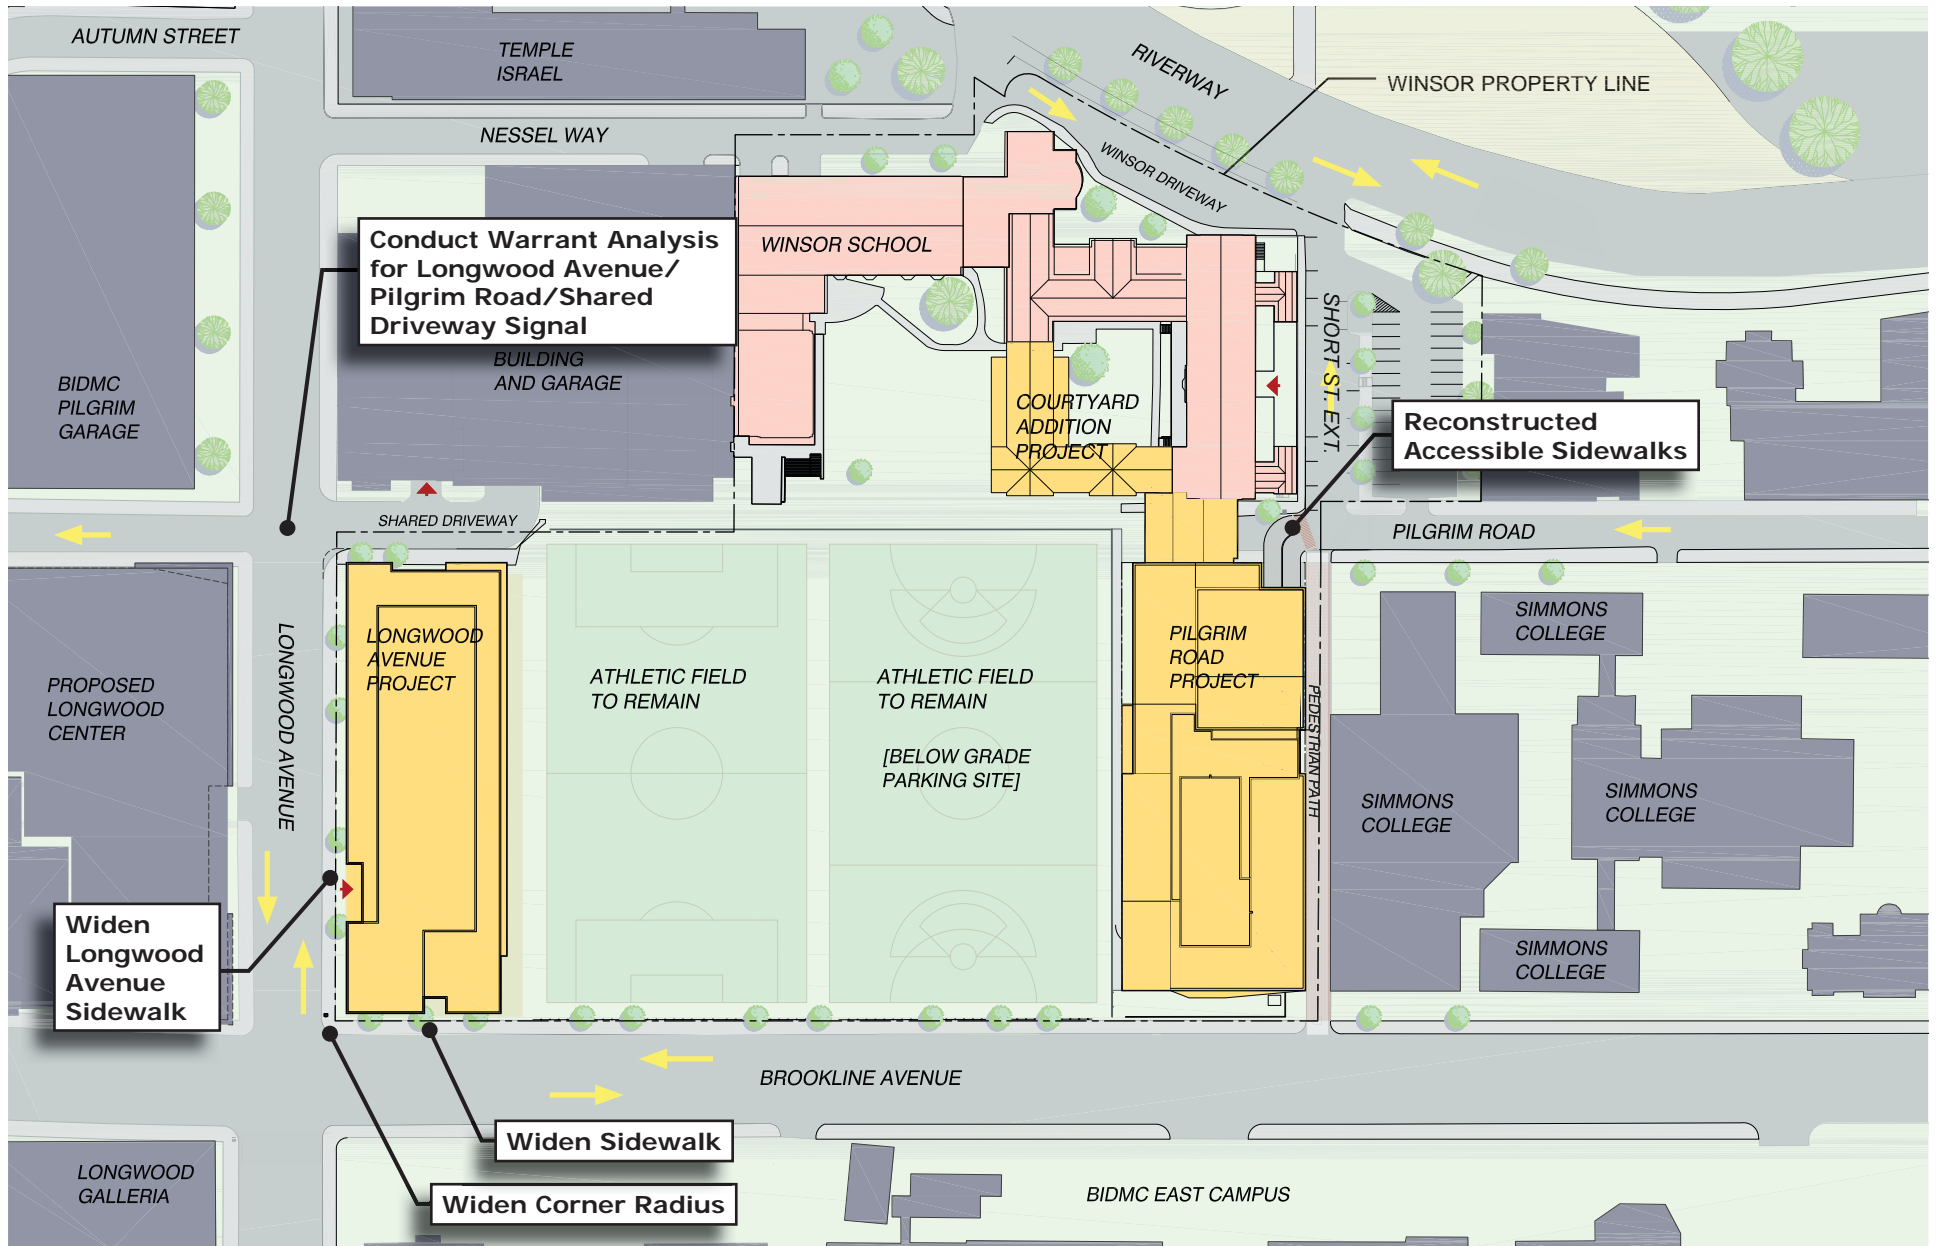 AUTUMN STREET
TEMPLE
ISRAEL
RIVERWAY
WINSOR PROPERTY LINE
NESSEL WAY
WINSOR DRIVEWAY
Conduct Warrant Analysis
for Longwood Avenue/
Pilgrim Road/Shared
Driveway Signal
WINSOR SCHOOL
BUILDING
AND GARAGE
BIDMC
PILGRIM
GARAGE
SHORT ST. EXT.
COURTYARD
ADDITION
PROJECT
Reconstructed
Accessible Sidewalks
SHARED DRIVEWAY
PILGRIM ROAD
LONGWOOD AVENUE
LONGWOOD
AVENUE
PROJECT
ATHLETIC FIELD
TO REMAIN
ATHLETIC FIELD
TO REMAIN
[BELOW GRADE
PARKING SITE]
PILGRIM
ROAD
PROJECT
PEDESTRIAN PATH
SIMMONS
COLLEGE
SIMMONS
COLLEGE
SIMMONS
COLLEGE
SIMMONS
COLLEGE
PROPOSED
LONGWOOD
CENTER
Widen
Longwood
Avenue
Sidewalk
BROOKLINE AVENUE
Widen Sidewalk
Widen Corner Radius
LONGWOOD
GALLERIA
BIDMC EAST CAMPUS